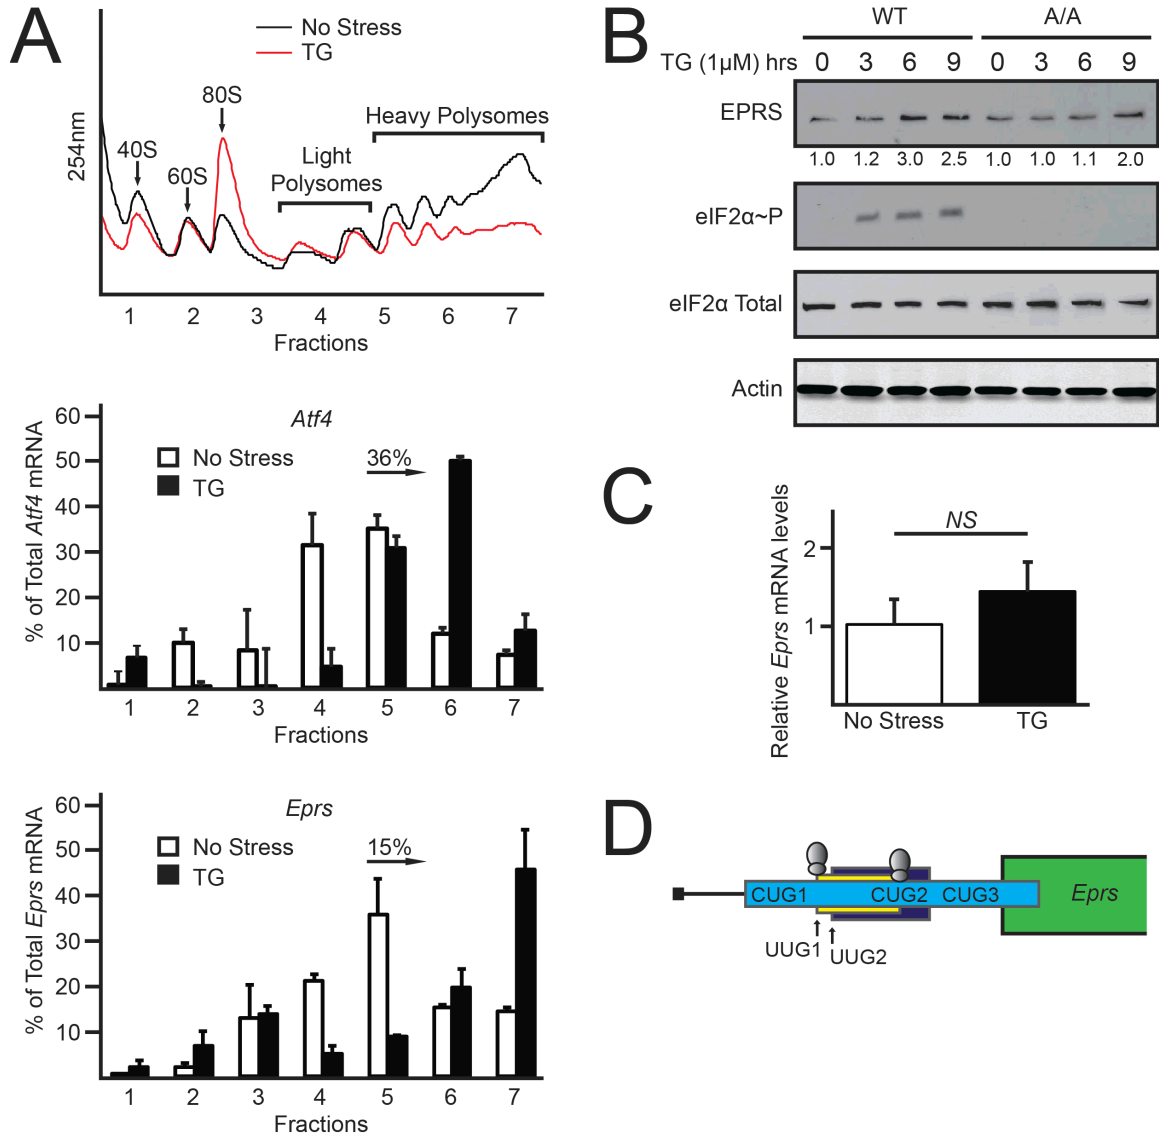 A
No Stress
TG
254nm
40S
60S
80S
Light
Polysomes
Heavy Polysomes
1 2 3 4 5 6 7
Fractions
% of Total Atf4 mRNA
60
50
40
30
20
10
Atf4
No Stress
TG
36%
1 2 3 4 5 6 7
Fractions
% of Total Eprs mRNA
60
50
40
30
20
10
Eprs
No Stress
TG
15%
1 2 3 4 5 6 7
Fractions
B
WT A/A
TG (1μM) hrs 0 3 6 9 0 3 6 9
EPRS
1.0 1.2 3.0 2.5 1.0 1.0 1.1 2.0
eIF2α~P
eIF2α Total
Actin
C
Relative Eprs mRNA levels
2
1
NS
No Stress TG
D
CUG1 CUG2 CUG3 Eprs
UUG1 UUG2